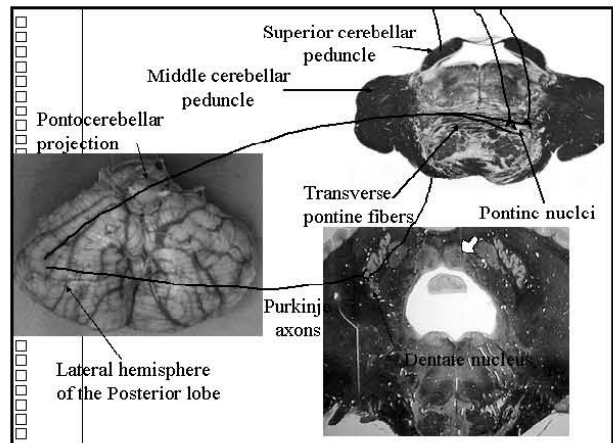 Superior cerebellar
peduncle
Middle cerebellar
peduncle
Pontocerebellar
projection
Transverse
pontine fibers
Pontine nuclei
Purkinje
axons
Dentate nucleus
Lateral hemisphere
of the Posterior lobe